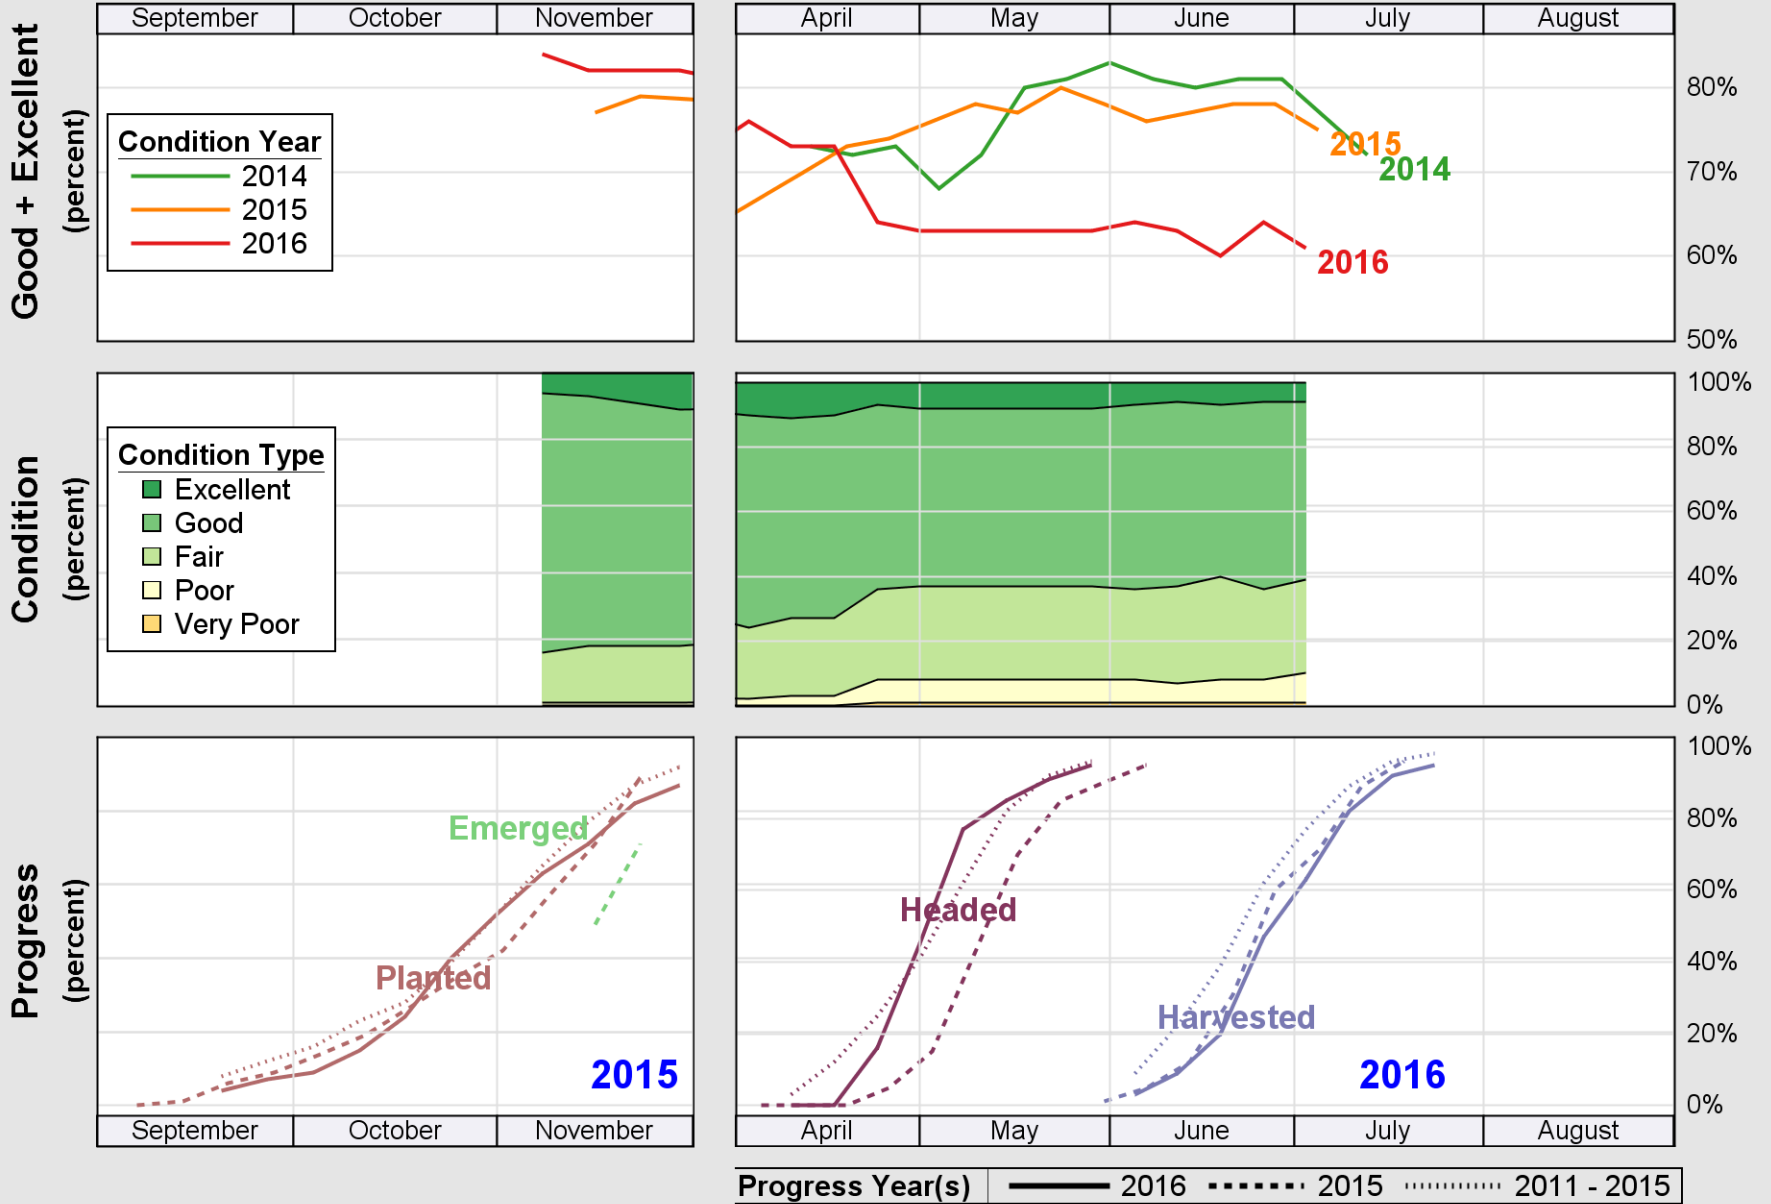 September October November April May June July August
Good + Excellent
(percent)
Condition Year
2014
2015
2016
2015
2014
2016
80%
70%
60%
50%
Condition
(percent)
Condition Type
Excellent
Good
Fair
Poor
Very Poor
100%
80%
60%
40%
20%
0%
Progress
(percent)
Emerged
Planted
2015
Headed
Harvested
2016
100%
80%
60%
40%
20%
0%
September October November April May June July August
Progress Year(s) 2016 2015 2011 - 2015